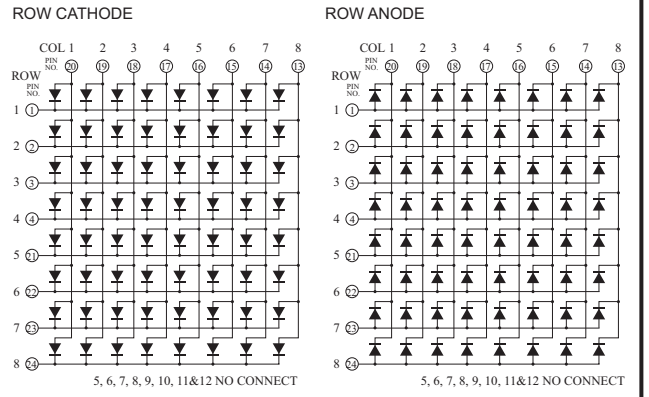 ROW CATHODE
COL 1 2 3 4 5 6 7 8
PIN NO. 20 19 18 17 16 15 14 13
ROW
PIN NO.
1 1
2 2
3 3
4 4
5 21
6 22
7 23
8 24
5, 6, 7, 8, 9, 10, 11&12 NO CONNECT
ROW ANODE
COL 1 2 3 4 5 6 7 8
PIN NO. 20 19 18 17 16 15 14 13
ROW
PIN NO.
1 1
2 2
3 3
4 4
5 21
6 22
7 23
8 24
5, 6, 7, 8, 9, 10, 11&12 NO CONNECT